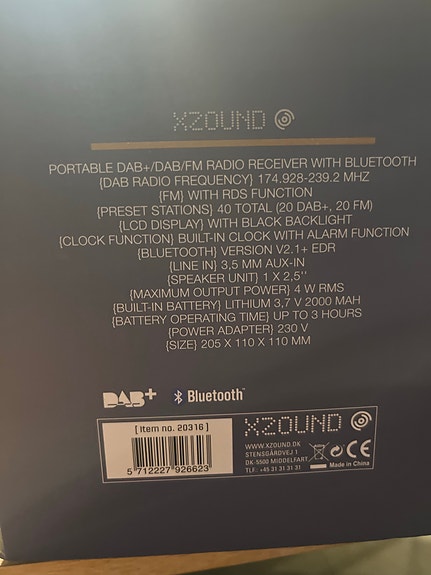 XZOUND
PORTABLE DAB+/DAB/FM RADIO RECEIVER WITH BLUETOOTH
{DAB RADIO FREQUENCY} 174.928-239.2 MHZ
{FM} WITH RDS FUNCTION
{PRESET STATIONS} 40 TOTAL (20 DAB+, 20 FM)
{LCD DISPLAY} WITH BLACK BACKLIGHT
{CLOCK FUNCTION} BUILT-IN CLOCK WITH ALARM FUNCTION
{BLUETOOTH} VERSION V2.1+ EDR
{LINE IN} 3,5 MM AUX-IN
{SPEAKER UNIT} 1 X 2,5''
{MAXIMUM OUTPUT POWER} 4 W RMS
{BUILT-IN BATTERY} LITHIUM 3,7 V 2000 MAH
{BATTERY OPERATING TIME} UP TO 3 HOURS
{POWER ADAPTER} 230 V
{SIZE} 205 X 110 X 110 MM
DAB+ Bluetooth™
[ Item no. 20316 ]
5 712227 926623
XZOUND
WWW.XZOUND.DK
STENSGÅRDVEJ 1
DK-5500 MIDDELFART
TLF. +45 31 31 31 31
CE
Made in China